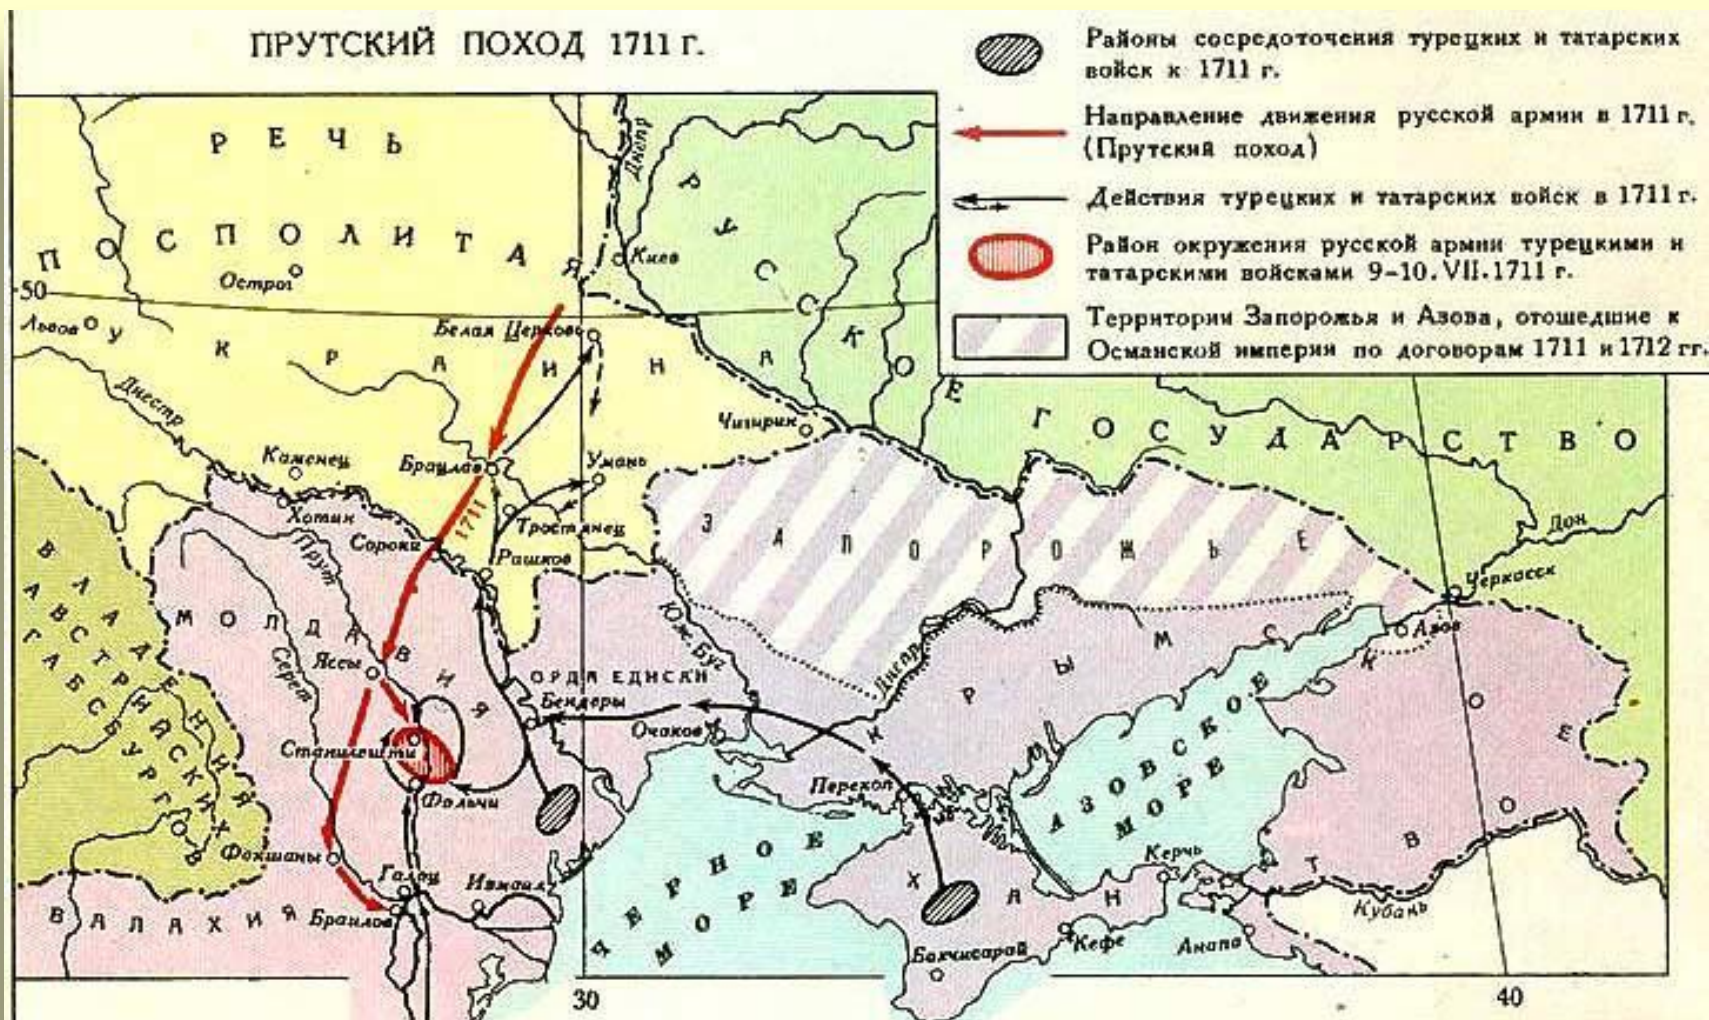 ПРУТСКИЙ ПОХОД 1711 г.
Районы сосредоточения турецких и татарских
войск к 1711 г.
Направление движения русской армии в 1711 г.
(Прутский поход)
Действия турецких и татарских войск в 1711 г.
Район окружения русской армии турецкими и
татарскими войсками 9-10.VII.1711 г.
Территории Запорожья и Азова, отошедшие к
Османской империи по договорам 1711 и 1712 гг.
РЕЧЬ
ПОСПОЛИТАЯ
РУССКОЕ ГОСУДАРСТВО
Днепр
Киев
Острог
50
Львов
УКРАИНА
Белая Церковь
Днестр
Чигирин
Каменец
Брацлав
Умань
Хотин
1711
Тростянец
ЗАПОРОЖЬЕ
Дон
Прут
Сороки
Рашков
Черкасск
ВЛАДЕНИЯ
АВСТРИЙСКИХ
ГАБСБУРГОВ
МОЛДАВИЯ
Юж. Буг
Азов
Серет
Яссы
Днепр
КРЫМСКОЕ
ХАНТВО
ОРДА ЕДИСАН
Бендеры
Очаков
Станилешти
АЗОВСКОЕ
МОРЕ
Перекоп
Фальчи
Фокшаны
ЧЕРНОЕ
МОРЕ
Керчь
Галац
Измаил
Браилов
ВАЛАХИЯ
Кубань
Кефе
Анапа
Бахчисарай
30
40